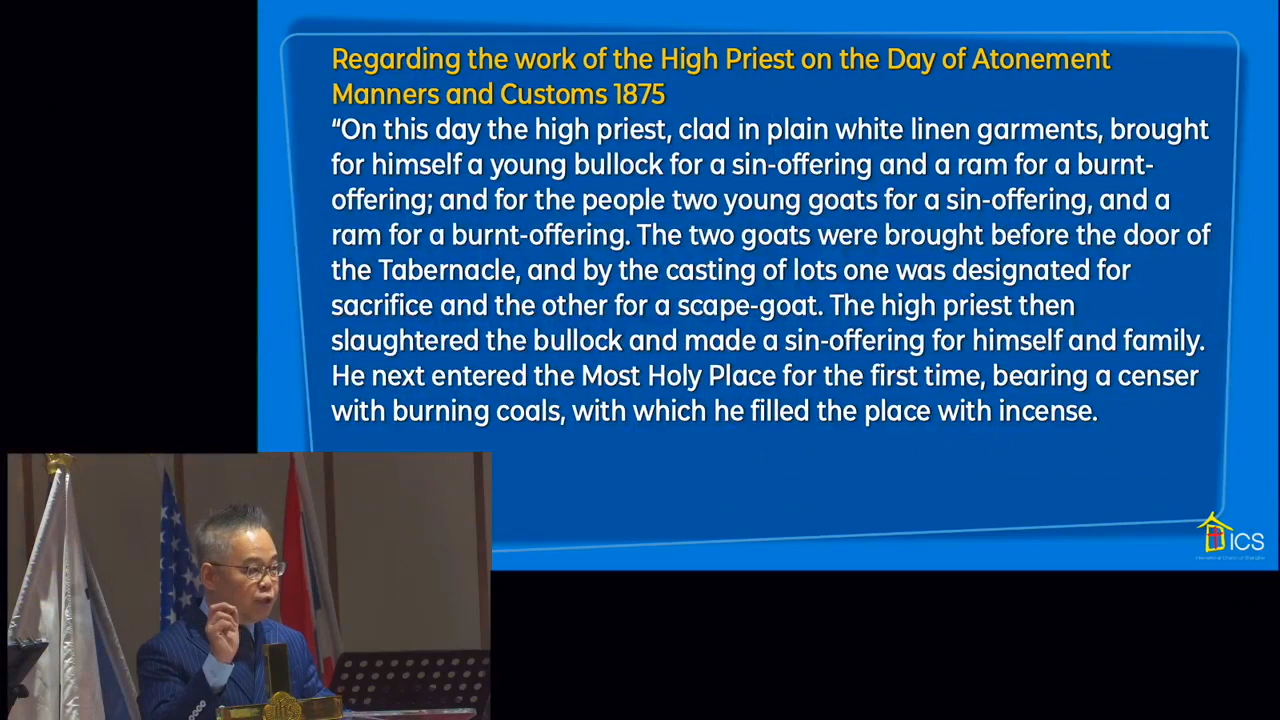 Regarding the work of the High Priest on the Day of Atonement
Manners and Customs 1875
“On this day the high priest, clad in plain white linen garments, brought
for himself a young bullock for a sin-offering and a ram for a burnt-
offering; and for the people two young goats for a sin-offering, and a
ram for a burnt-offering. The two goats were brought before the door of
the Tabernacle, and by the casting of lots one was designated for
sacrifice and the other for a scape-goat. The high priest then
slaughtered the bullock and made a sin-offering for himself and family.
He next entered the Most Holy Place for the first time, bearing a censer
with burning coals, with which he filled the place with incense.
ICS